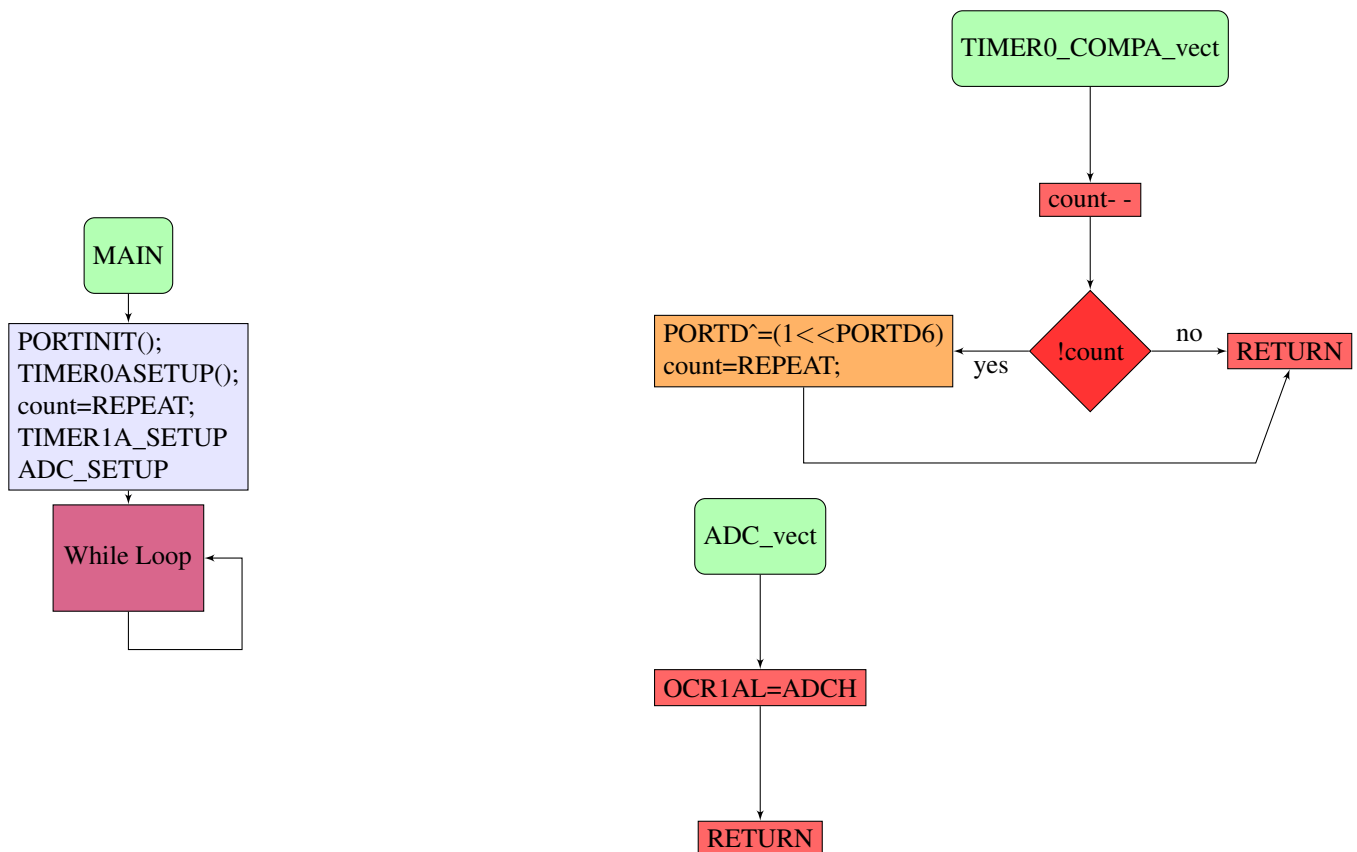 MAIN
PORTINIT();
TIMER0ASETUP();
count=REPEAT;
TIMER1A_SETUP
ADC_SETUP
While Loop
TIMER0_COMPA_vect
count- -
!count
yes
no
PORTDˆ=(1<<PORTD6)
count=REPEAT;
RETURN
ADC_vect
OCR1AL=ADCH
RETURN